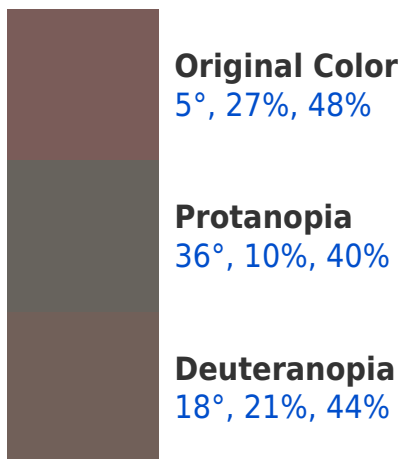 Original Color
5°, 27%, 48%
Protanopia
36°, 10%, 40%
Deuteranopia
18°, 21%, 44%